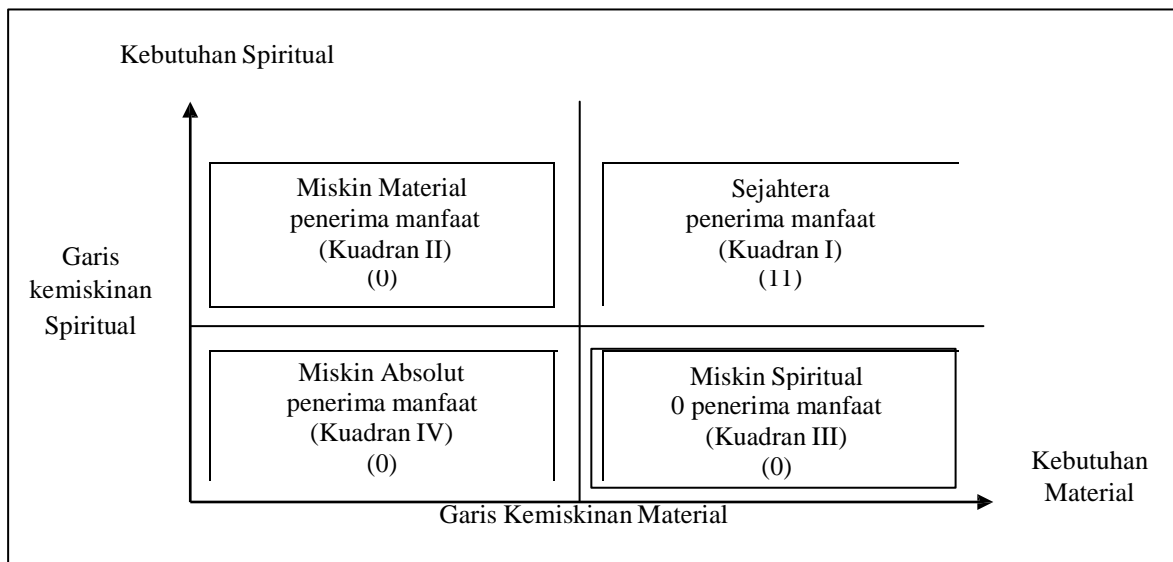 Kebutuhan Spiritual
Miskin Material
penerima manfaat
(Kuadran II)
(0)
Sejahtera
penerima manfaat
(Kuadran I)
(11)
Garis
kemiskinan
Spiritual
Miskin Absolut
penerima manfaat
(Kuadran IV)
(0)
Miskin Spiritual
0 penerima manfaat
(Kuadran III)
(0)
Kebutuhan
Material
Garis Kemiskinan Material